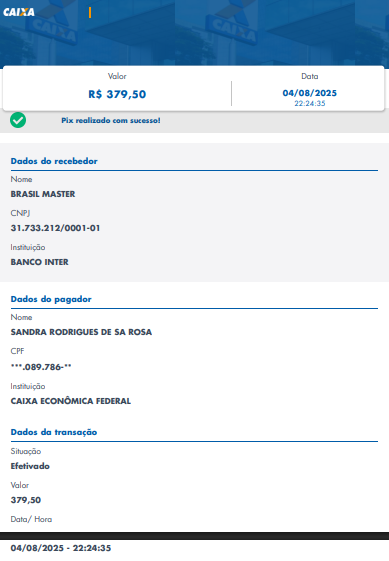 CAIXA
Valor
R$ 379,50
Data
04/08/2025
22:24:35
Pix realizado com sucesso!
Dados do recebedor
Nome
BRASIL MASTER
CNPJ
31.733.212/0001-01
Instituição
BANCO INTER
Dados do pagador
Nome
SANDRA RODRIGUES DE SA ROSA
CPF
***.089.786-**
Instituição
CAIXA ECONÔMICA FEDERAL
Dados da transação
Situação
Efetivado
Valor
379,50
Data/ Hora
04/08/2025 - 22:24:35